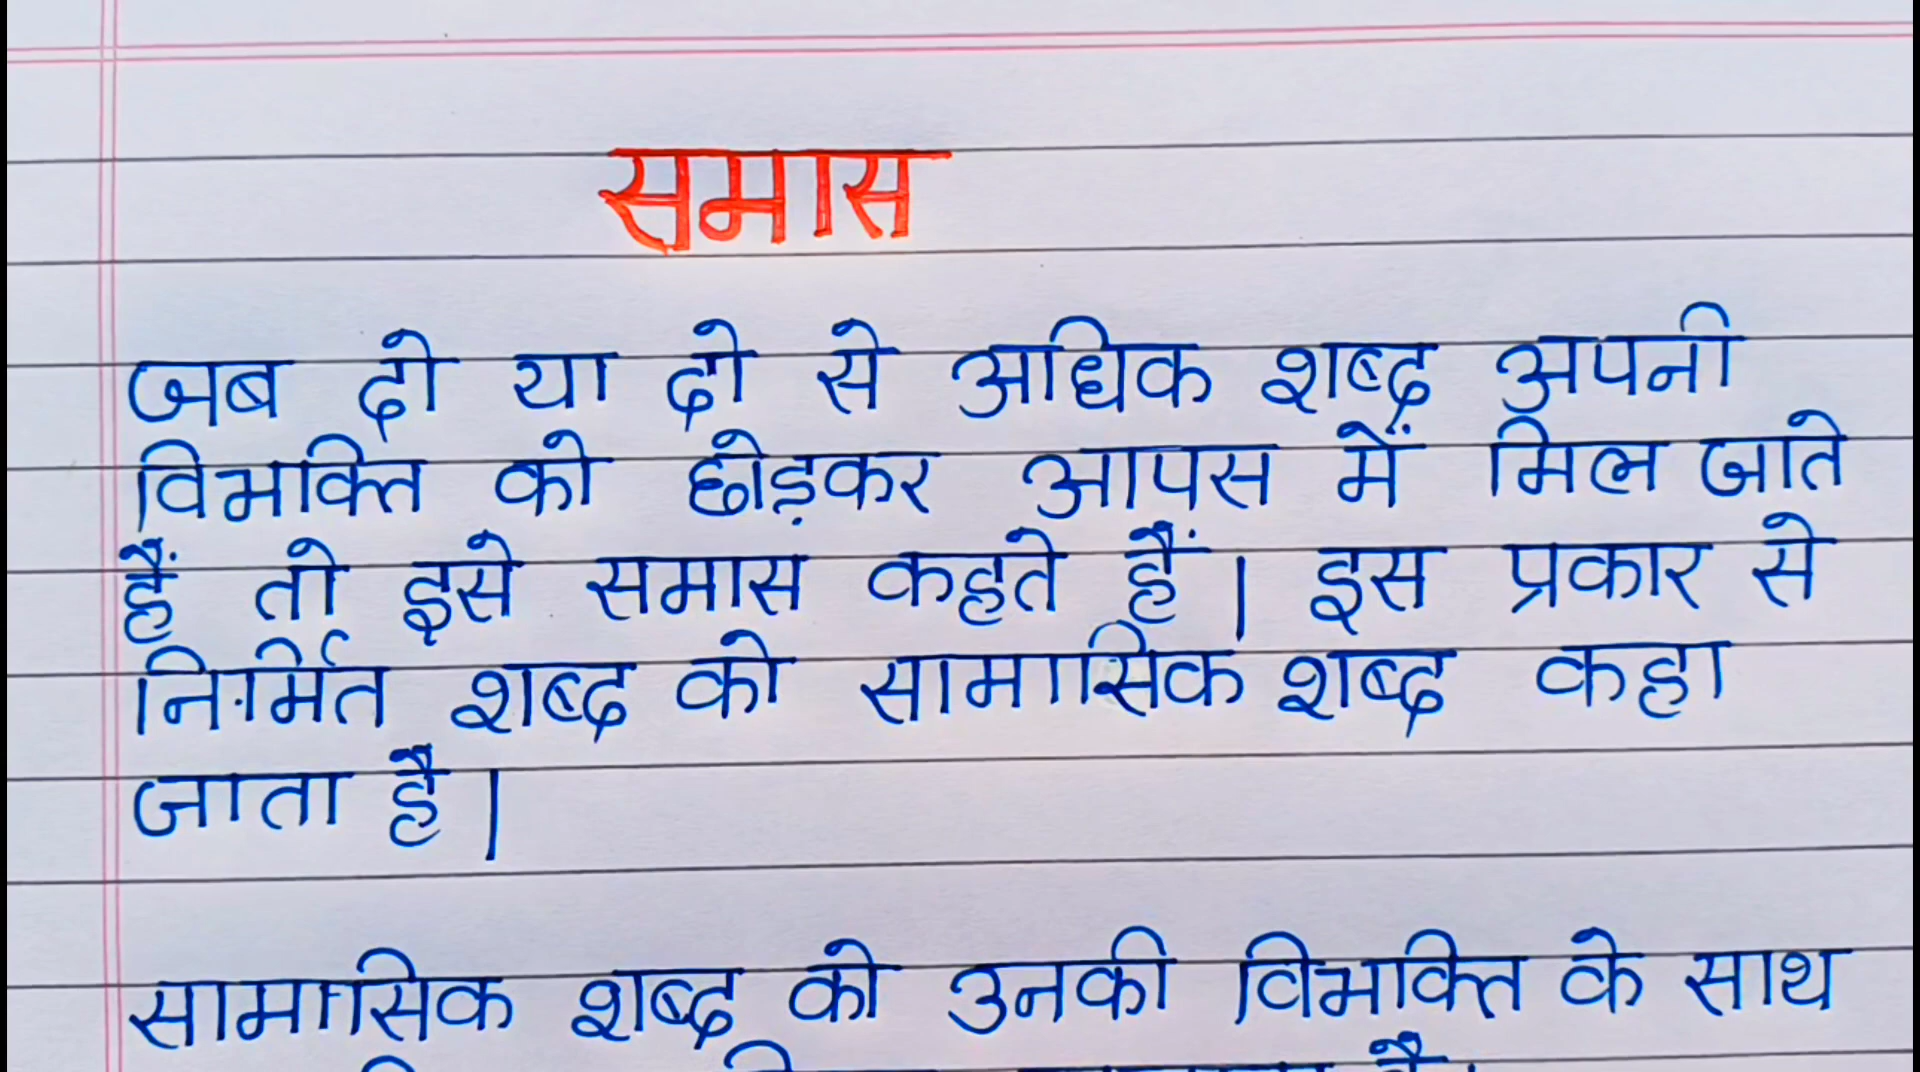 समास
जब दो या दो से अधिक शब्द अपनी
विभक्ति को छोड़कर आपस में मिल जाते
हैं तो इसे समास कहते हैं। इस प्रकार से
निर्मित शब्द को सामासिक शब्द कहा
जाता है।
सामासिक शब्द को उनकी विभक्ति के साथ